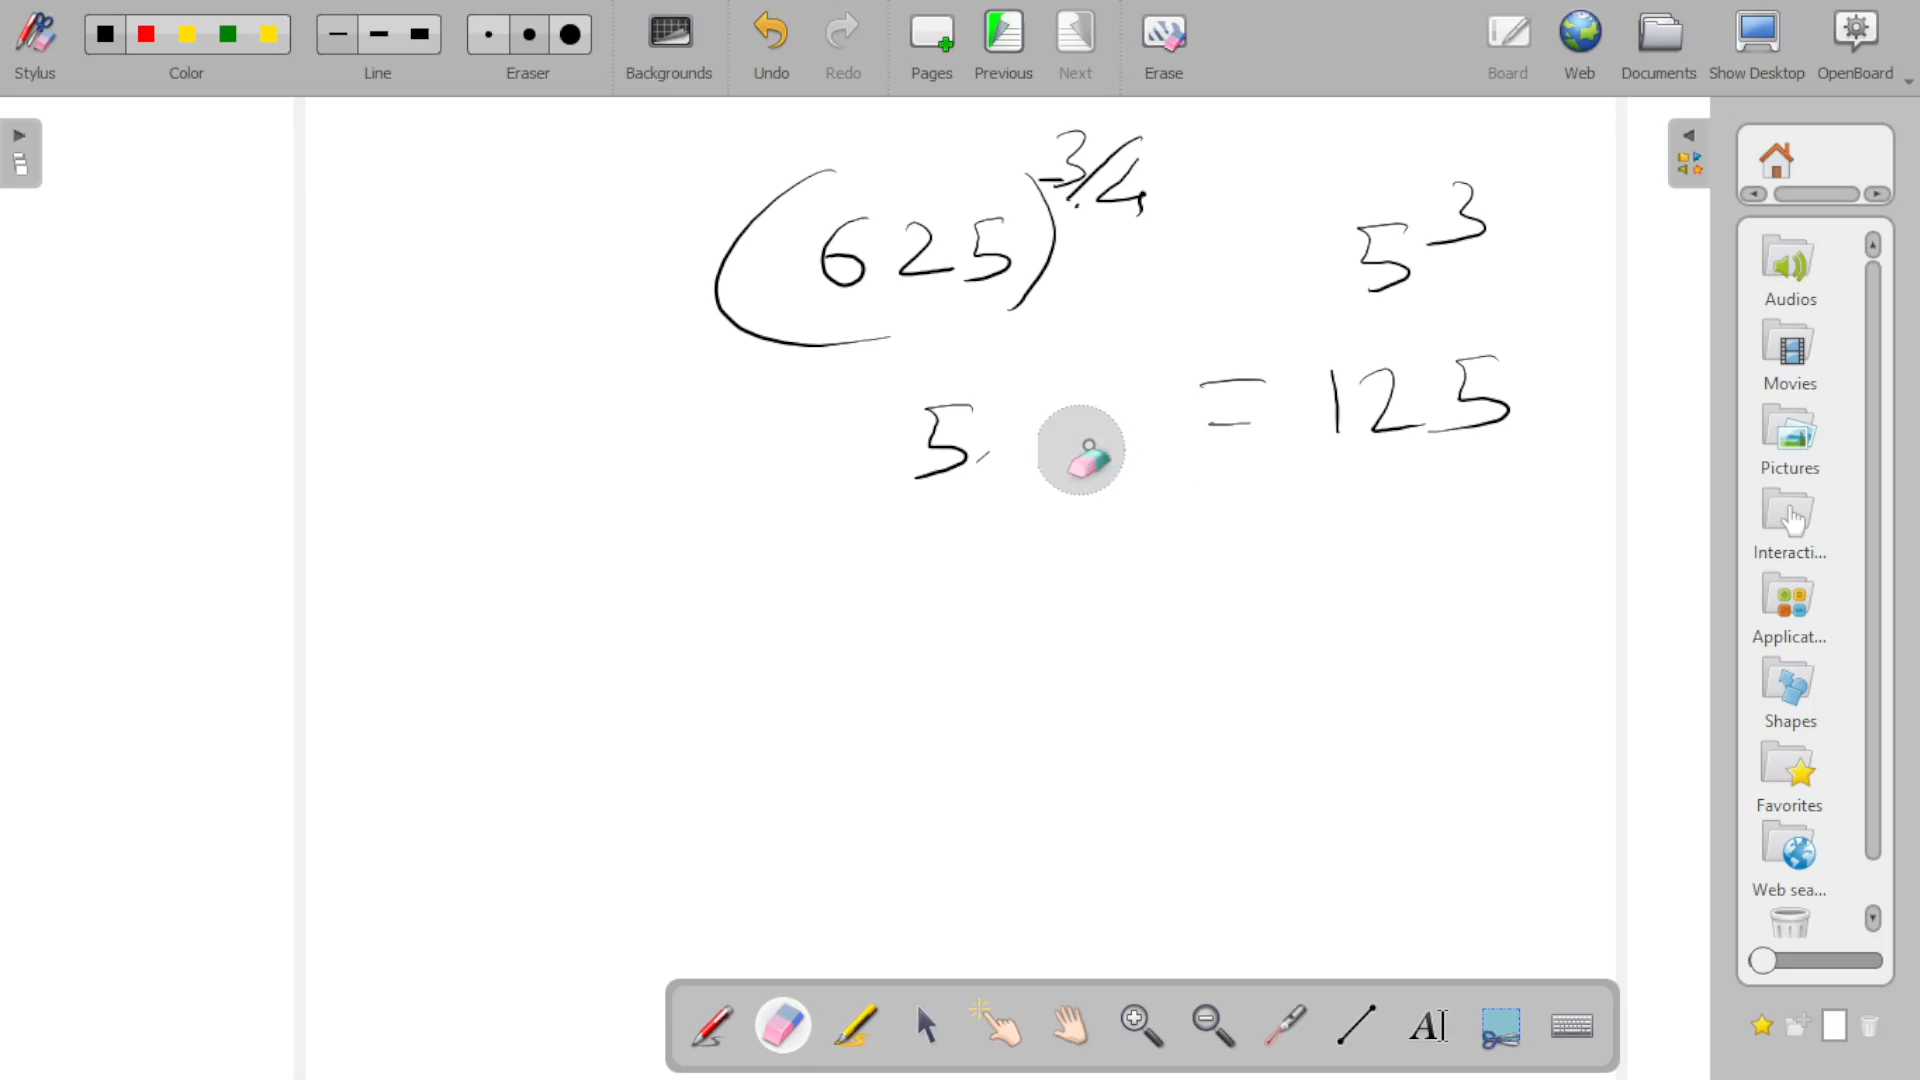 Stylus
Color
Line
Eraser
Backgrounds
Undo
Redo
Pages
Previous
Next
Erase
Board
Web
Documents
Show Desktop
OpenBoard
(625)^-3/4
5^3
= 125
5
Audios
Movies
Pictures
Interacti...
Applicat...
Shapes
Favorites
Web sea...
AI